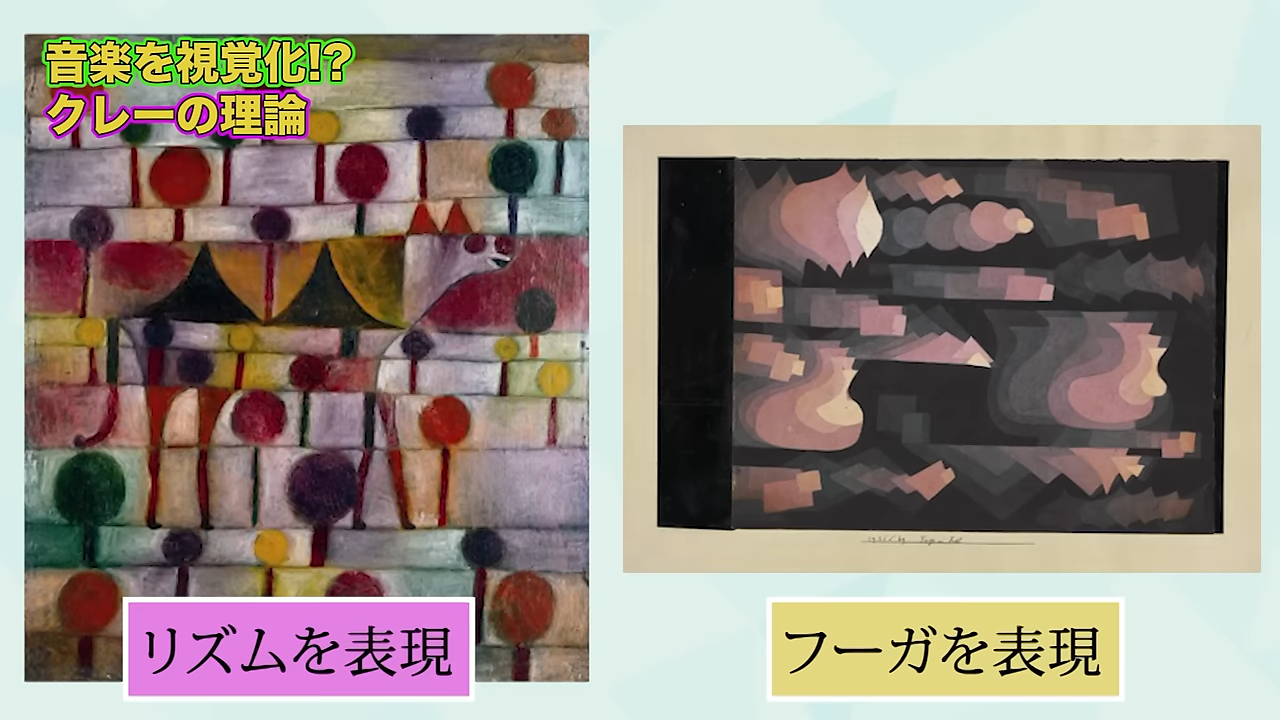 音楽を視覚化!?
クレーの理論
リズムを表現
フーガを表現